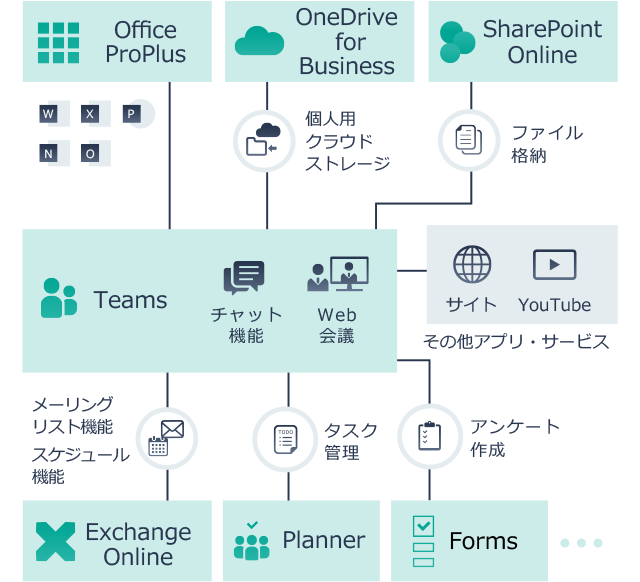 Office
ProPlus
OneDrive
for
Business
SharePoint
Online
W X P
N O
個人用
クラウド
ストレージ
ファイル
格納
Teams
チャット
機能
Web
会議
サイト
YouTube
その他アプリ・サービス
メーリング
リスト機能
スケジュール
機能
TODO
タスク
管理
アンケート
作成
Exchange
Online
Planner
Forms